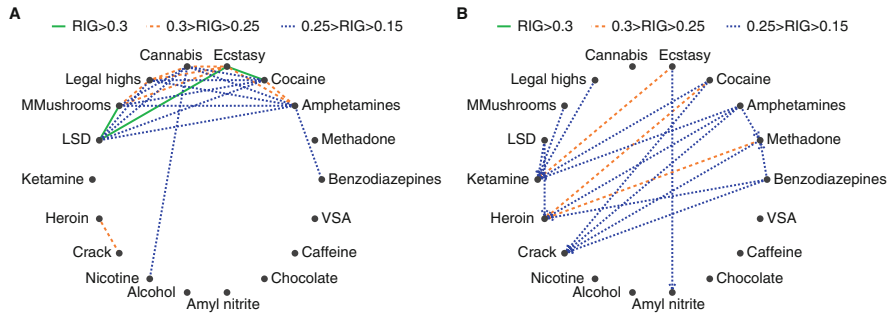 A
RIG>0.3
0.3>RIG>0.25
0.25>RIG>0.15
Cannabis
Ecstasy
Legal highs
Cocaine
MMushrooms
Amphetamines
LSD
Methadone
Ketamine
Benzodiazepines
Heroin
VSA
Crack
Caffeine
Nicotine
Chocolate
Alcohol
Amyl nitrite
B
RIG>0.3
0.3>RIG>0.25
0.25>RIG>0.15
Cannabis
Ecstasy
Legal highs
Cocaine
MMushrooms
Amphetamines
LSD
Methadone
Ketamine
Benzodiazepines
Heroin
VSA
Crack
Caffeine
Nicotine
Chocolate
Alcohol
Amyl nitrite